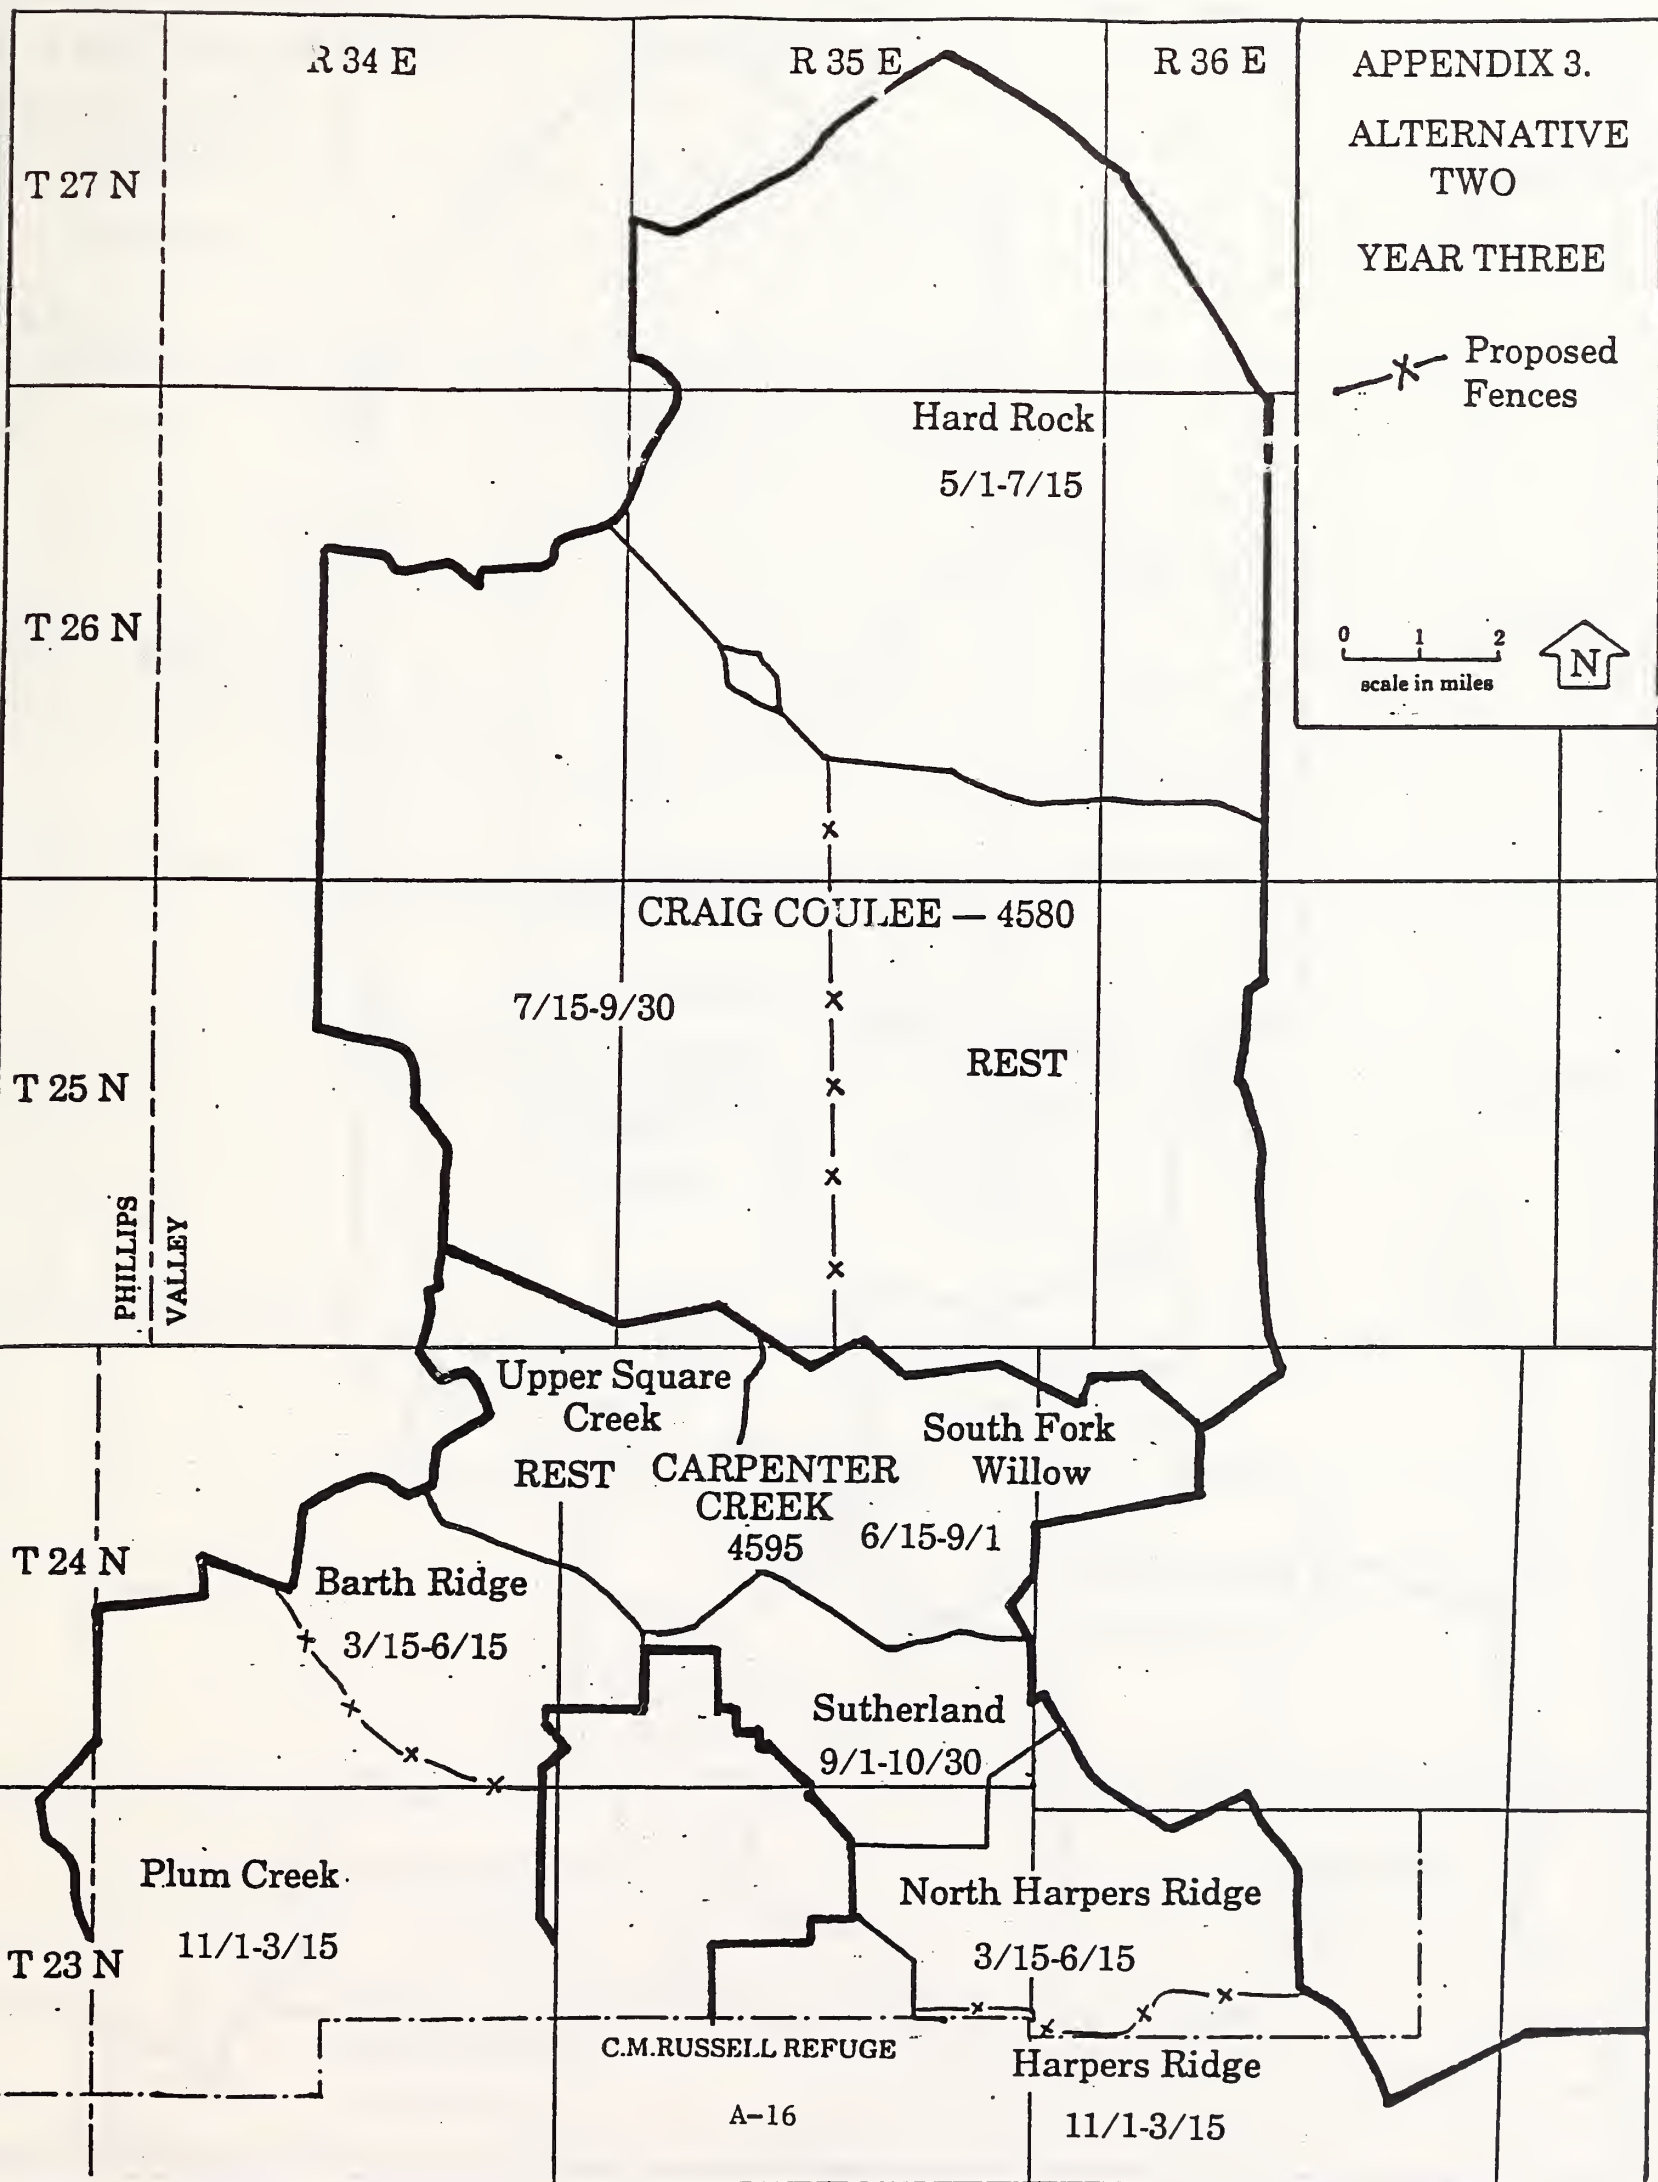 R 34 E
R 35 E
R 36 E
APPENDIX 3.
ALTERNATIVE
TWO
YEAR THREE
Proposed
Fences
0 1 2
scale in miles
N
T 27 N
Hard Rock
5/1-7/15
T 26 N
CRAIG COULEE — 4580
7/15-9/30
REST
T 25 N
PHILLIPS
VALLEY
Upper Square
Creek
REST
CARPENTER
CREEK
4595
South Fork
Willow
6/15-9/1
T 24 N
Barth Ridge
3/15-6/15
Sutherland
9/1-10/30
Plum Creek
11/1-3/15
North Harpers Ridge
3/15-6/15
T 23 N
C.M.RUSSELL REFUGE
Harpers Ridge
11/1-3/15
A-16